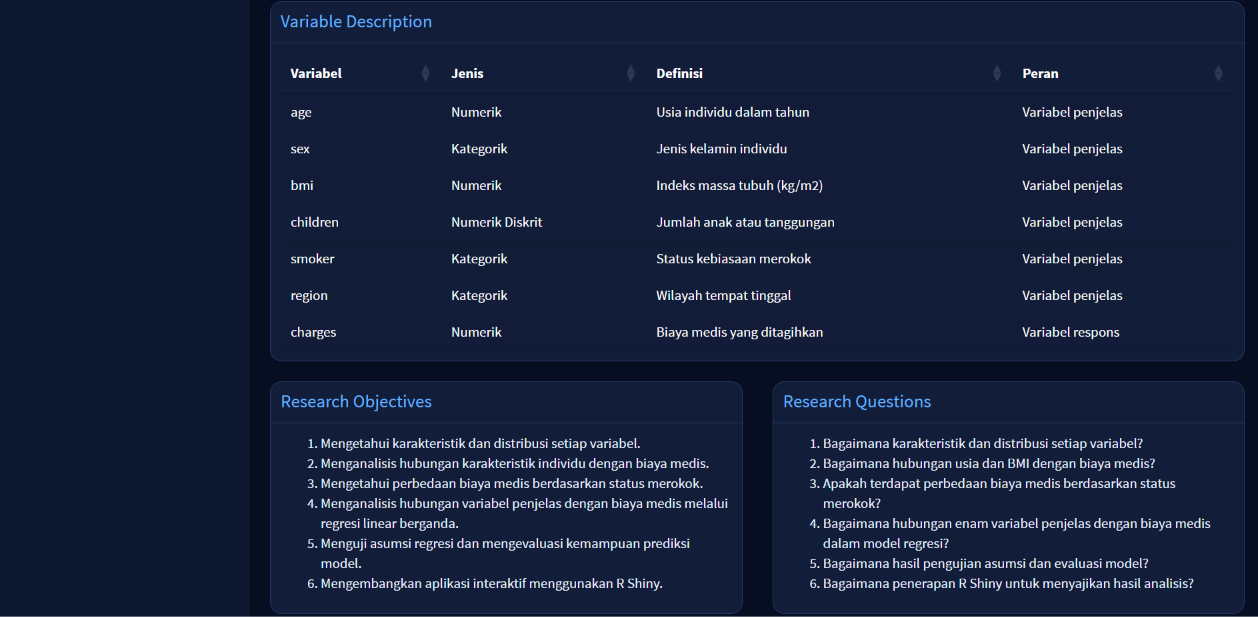 Variable Description
Variabel Jenis Definisi Peran
age Numerik Usia individu dalam tahun Variabel penjelas
sex Kategorik Jenis kelamin individu Variabel penjelas
bmi Numerik Indeks massa tubuh (kg/m2) Variabel penjelas
children Numerik Diskrit Jumlah anak atau tanggungan Variabel penjelas
smoker Kategorik Status kebiasaan merokok Variabel penjelas
region Kategorik Wilayah tempat tinggal Variabel penjelas
charges Numerik Biaya medis yang ditagihkan Variabel respons
Research Objectives
1. Mengetahui karakteristik dan distribusi setiap variabel.
2. Menganalisis hubungan karakteristik individu dengan biaya medis.
3. Mengetahui perbedaan biaya medis berdasarkan status merokok.
4. Menganalisis hubungan variabel penjelas dengan biaya medis melalui
regresi linear berganda.
5. Menguji asumsi regresi dan mengevaluasi kemampuan prediksi
model.
6. Mengembangkan aplikasi interaktif menggunakan R Shiny.
Research Questions
1. Bagaimana karakteristik dan distribusi setiap variabel?
2. Bagaimana hubungan usia dan BMI dengan biaya medis?
3. Apakah terdapat perbedaan biaya medis berdasarkan status
merokok?
4. Bagaimana hubungan enam variabel penjelas dengan biaya medis
dalam model regresi?
5. Bagaimana hasil pengujian asumsi dan evaluasi model?
6. Bagaimana penerapan R Shiny untuk menyajikan hasil analisis?